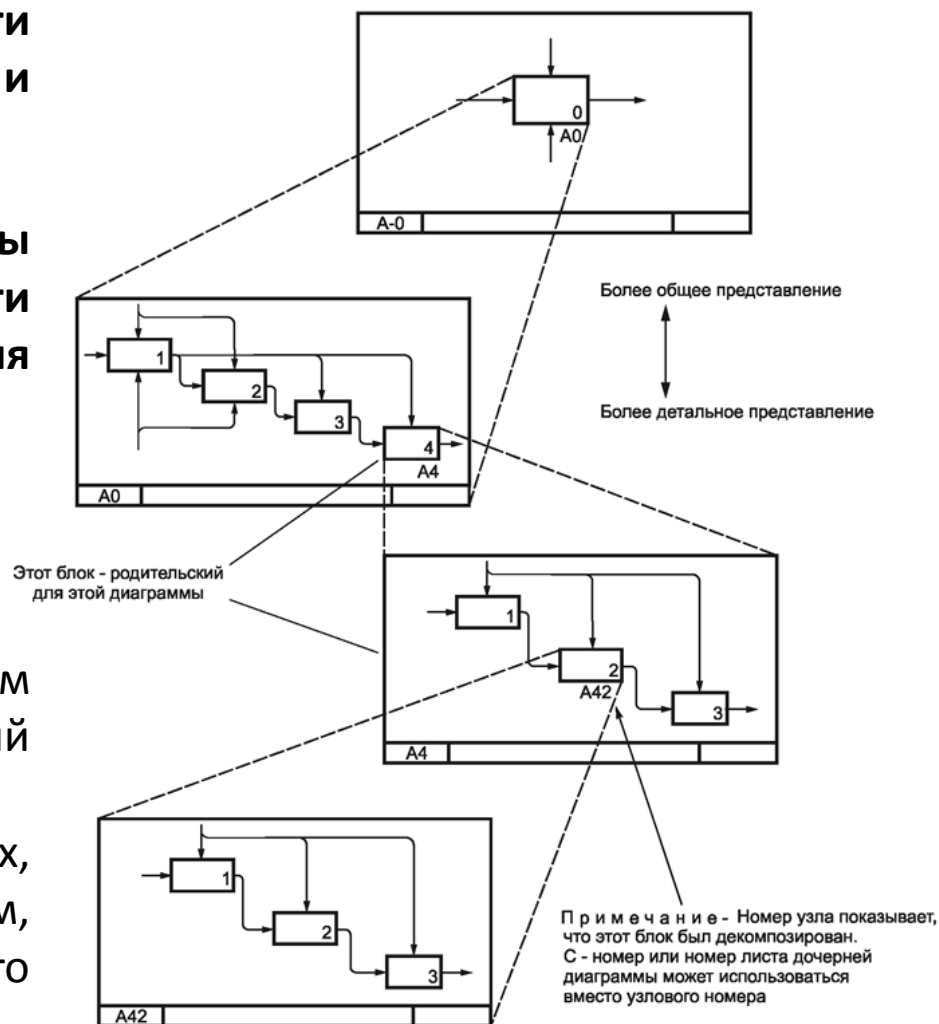 ти
и
ы
ти
ия
м
ий
х,
м,
го
0
A0
A-0
Более общее представление
Более детальное представление
1
2
3
4
A4
A0
Этот блок - родительский
для этой диаграммы
1
2
A42
3
A4
1
2
3
A42
Примечание - Номер узла показывает,
что этот блок был декомпозирован.
С - номер или номер листа дочерней
диаграммы может использоваться
вместо узлового номера